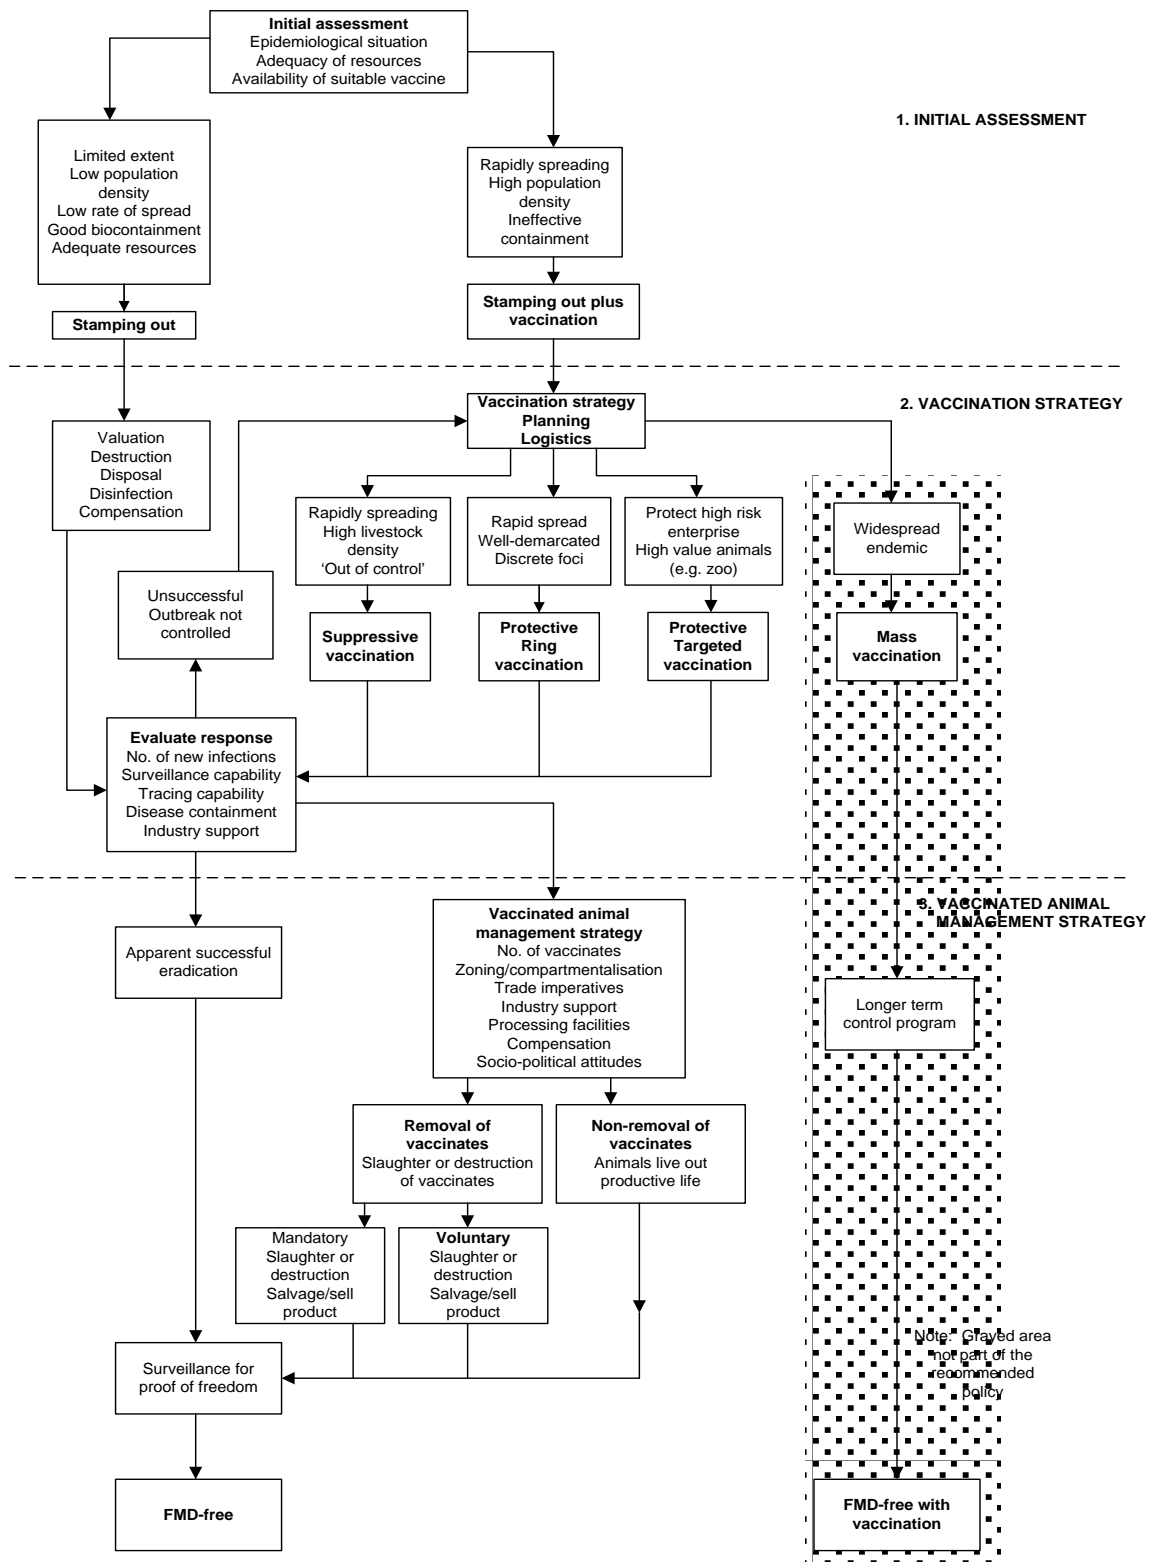 Initial assessment
Epidemiological situation
Adequacy of resources
Availability of suitable vaccine
1. INITIAL ASSESSMENT
Limited extent
Low population
density
Low rate of spread
Good biocontainment
Adequate resources
Rapidly spreading
High population
density
Ineffective
containment
Stamping out
Stamping out plus
vaccination
2. VACCINATION STRATEGY
Vaccination strategy
Planning
Logistics
Valuation
Destruction
Disposal
Disinfection
Compensation
Rapidly spreading
High livestock
density
‘Out of control’
Rapid spread
Well-demarcated
Discrete foci
Protect high risk
enterprise
High value animals
(e.g. zoo)
Widespread
endemic
Unsuccessful
Outbreak not
controlled
Suppressive
vaccination
Protective
Ring
vaccination
Protective
Targeted
vaccination
Mass
vaccination
Evaluate response
No. of new infections
Surveillance capability
Tracing capability
Disease containment
Industry support
3. VACCINATED ANIMAL
MANAGEMENT STRATEGY
Apparent successful
eradication
Vaccinated animal
management strategy
No. of vaccinates
Zoning/compartmentalisation
Trade imperatives
Industry support
Processing facilities
Compensation
Socio-political attitudes
Longer term
control program
Removal of
vaccinates
Slaughter or destruction
of vaccinates
Non-removal of
vaccinates
Animals live out
productive life
Mandatory
Slaughter or
destruction
Salvage/sell
product
Voluntary
Slaughter or
destruction
Salvage/sell
product
Note: Grayed area
not part of the
recommended
policy
Surveillance for
proof of freedom
FMD-free
FMD-free with
vaccination